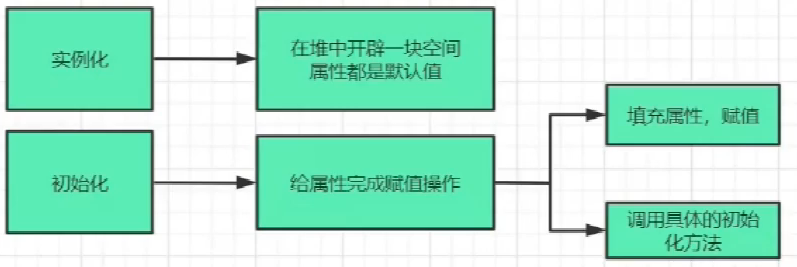 实例化
在堆中开辟一块空间
属性都是默认值
填充属性，赋值
初始化
给属性完成赋值操作
调用具体的初始
化方法